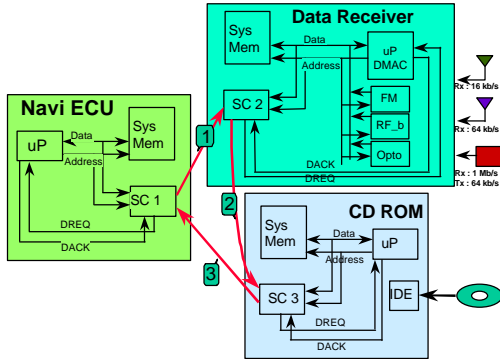 Data Receiver
Sys
Mem
Data
uP
DMAC
Address
SC 2
FM
RF_b
Opto
DACK
DREQ
Rx : 16 kb/s
Rx : 64 kb/s
Rx : 1 Mb/s
Tx : 64 kb/s
Navi ECU
uP
Data
Sys
Mem
Address
SC 1
DREQ
DACK
1
2
3
CD ROM
Sys
Mem
Data
uP
Address
SC 3
IDE
DREQ
DACK